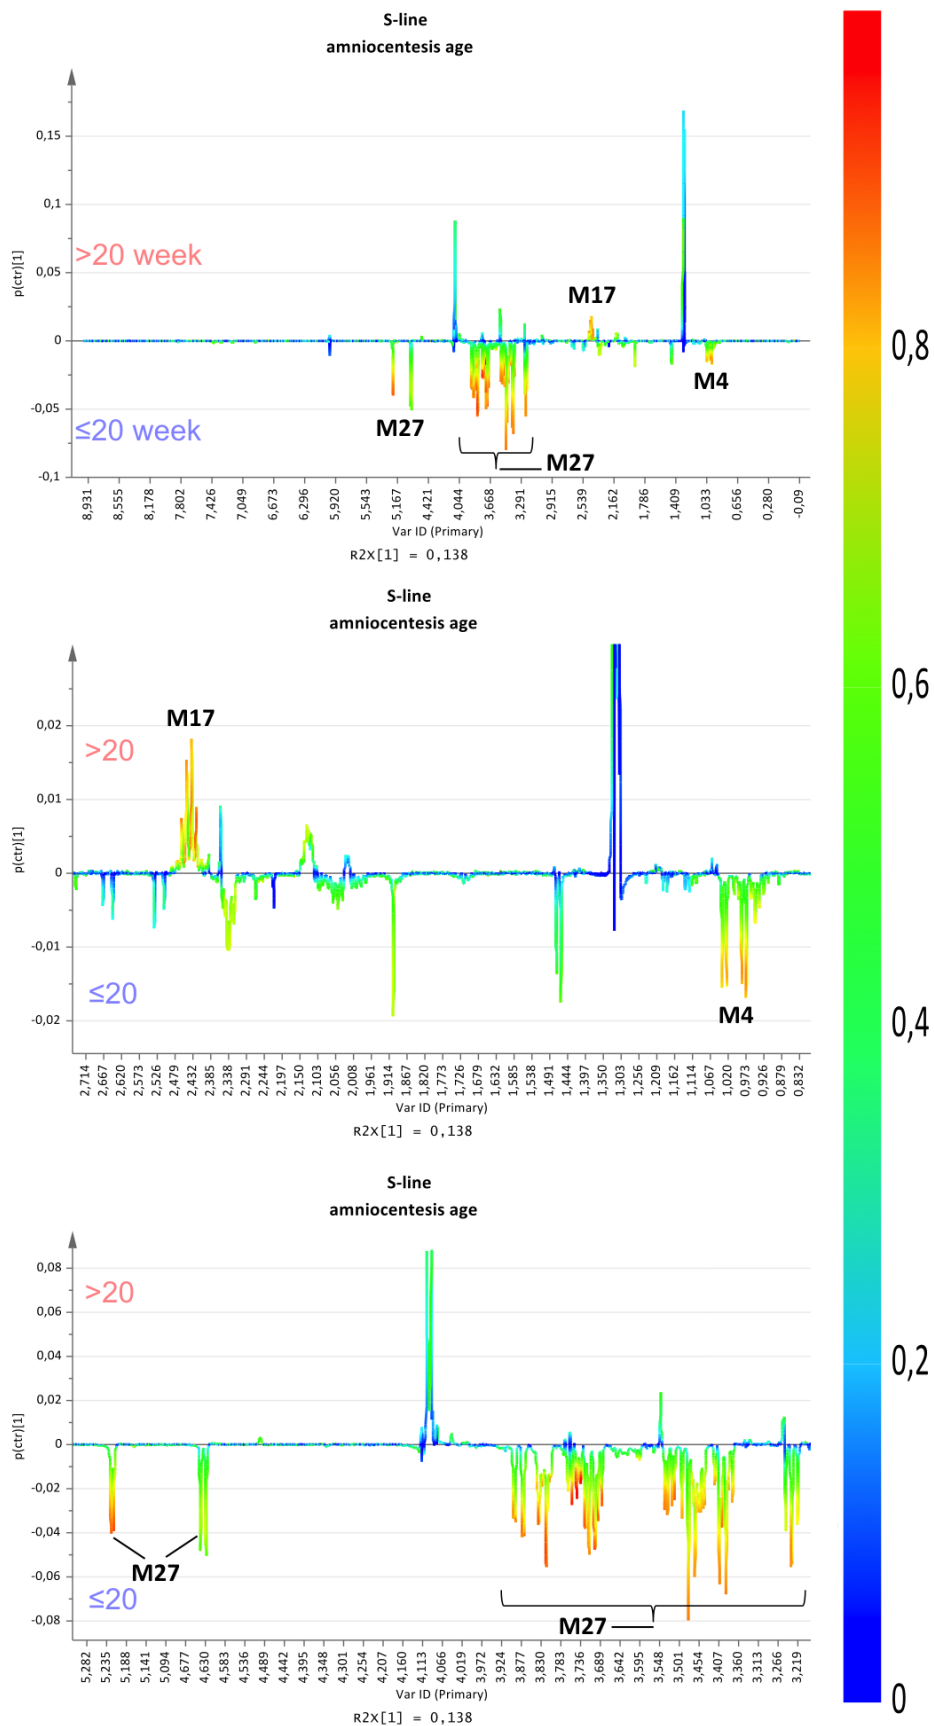 S-line
amniocentesis age
0,15
0,1
0,05
0
-0,05
-0,1
p(ctr)[1]
>20 week
≤20 week
M17
M4
M27
M27
8,931 8,555 8,178 7,802 7,426 7,049 6,673 6,296 5,920 5,543 5,167 4,421 4,044 3,668 3,291 2,915 2,539 2,162 1,786 1,409 1,033 0,656 0,280 -0,09
Var ID (Primary)
R2X[1] = 0,138
S-line
amniocentesis age
0,02
0,01
0
-0,01
-0,02
p(ctr)[1]
M17
>20
≤20
M4
2,714 2,667 2,620 2,573 2,526 2,479 2,432 2,385 2,338 2,291 2,244 2,197 2,150 2,103 2,056 2,008 1,961 1,914 1,867 1,820 1,773 1,726 1,679 1,632 1,585 1,538 1,491 1,444 1,397 1,350 1,303 1,256 1,209 1,162 1,114 1,067 1,020 0,973 0,926 0,879 0,832
Var ID (Primary)
R2X[1] = 0,138
S-line
amniocentesis age
0,08
0,06
0,04
0,02
0
-0,02
-0,04
-0,06
-0,08
p(ctr)[1]
>20
M27
≤20
M27
5,282 5,235 5,188 5,141 5,094 4,677 4,630 4,583 4,536 4,489 4,442 4,395 4,348 4,301 4,254 4,207 4,160 4,113 4,066 4,019 3,972 3,924 3,877 3,830 3,783 3,736 3,689 3,642 3,595 3,548 3,501 3,454 3,407 3,360 3,313 3,266 3,219
Var ID (Primary)
R2X[1] = 0,138
0,8
0,6
0,4
0,2
0